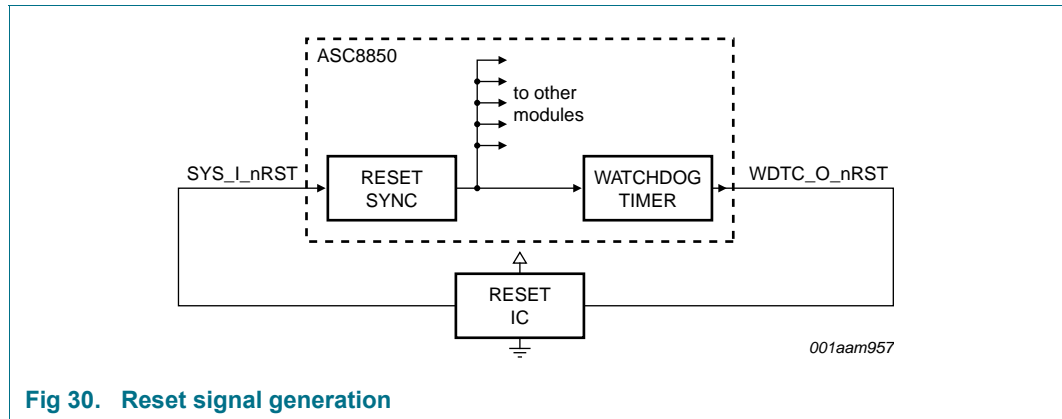 ASC8850
to other
modules
SYS_I_nRST
RESET
SYNC
WATCHDOG
TIMER
WDTC_O_nRST
RESET
IC
001aam957
Fig 30. Reset signal generation